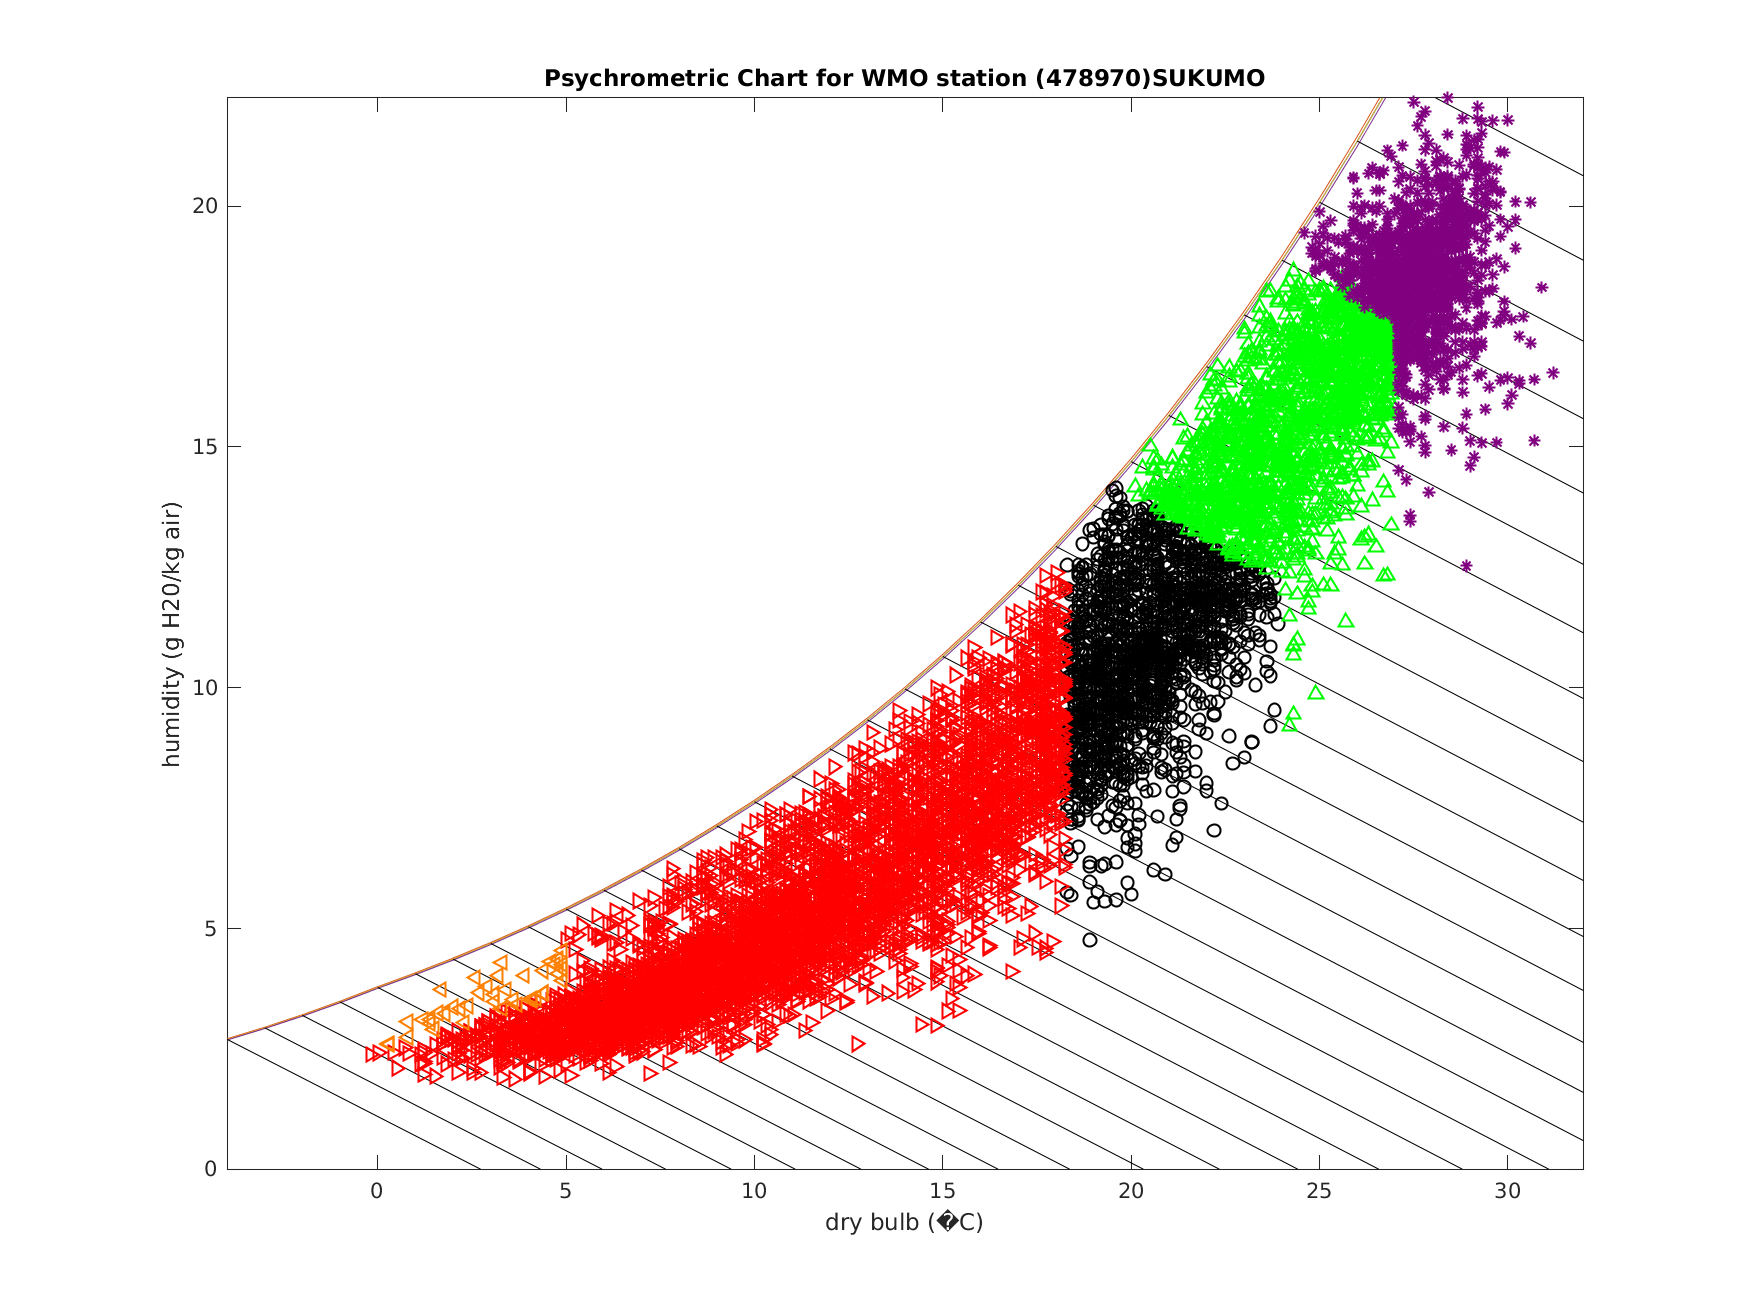 Psychrometric Chart for WMO station (478970)SUKUMO
20
15
10
5
0
humidity (g H20/kg air)
0 5 10 15 20 25 30
dry bulb (�C)